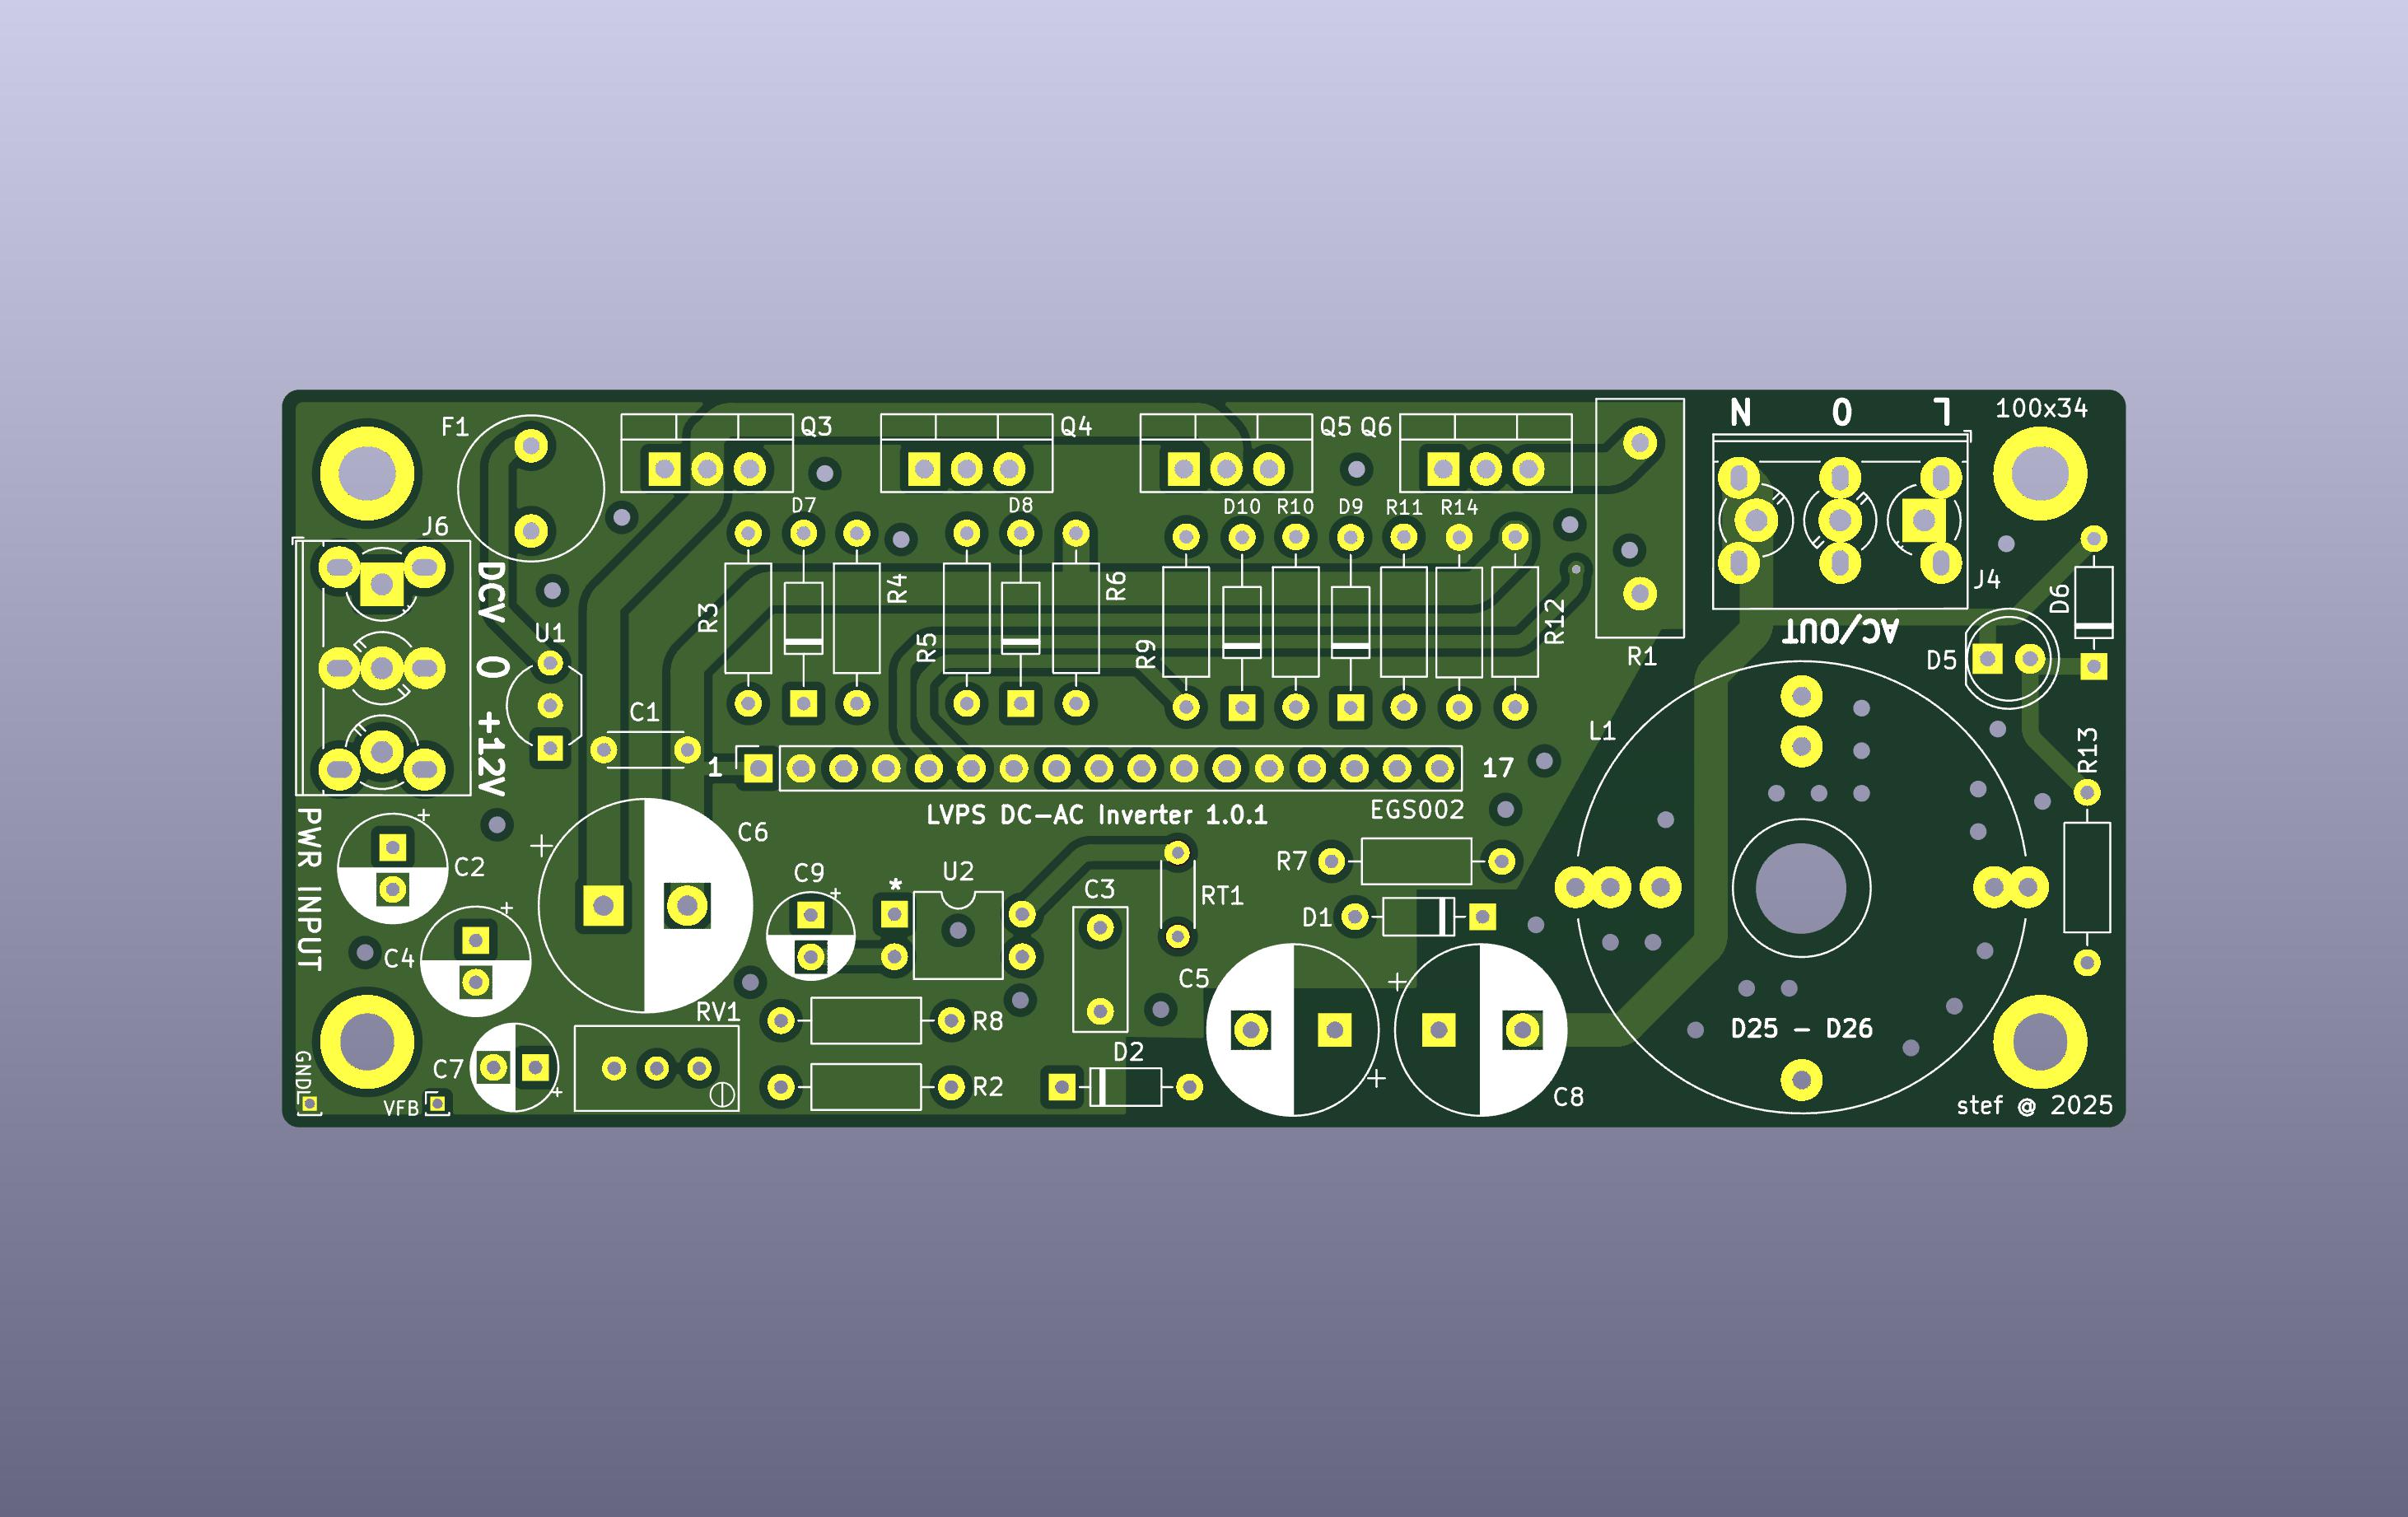 N
O
L
100x34
F1
Q3
Q4
Q5
Q6
D7
D8
D10
R10
D9
R11
R14
J6
DCV O +12V
U1
R3
R4
R5
R6
R9
R12
R1
J4
D6
AC/OUT
D5
C1
L1
R13
1
17
LVPS DC-AC Inverter 1.0.1
EGS002
PWR INPUT
C2
+
C6
+
C9
+
*
U2
C3
RT1
R7
D1
C4
+
C5
+
C8
+
RV1
R8
D25 - D26
C7
+
R2
D2
GNDI
VFB
stef @ 2025